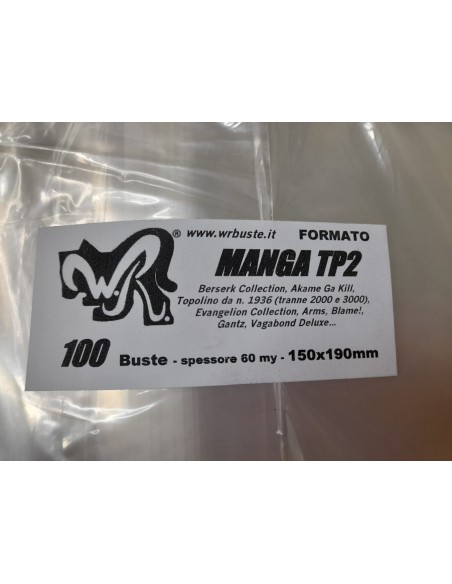 ® www.wrbuste.it FORMATO
W.R.
MANGA TP2
Berserk Collection, Akame Ga Kill,
Topolino da n. 1936 (tranne 2000 e 3000),
Evangelion Collection, Arms, Blame!,
Gantz, Vagabond Deluxe...
100 Buste - spessore 60 my - 150x190mm